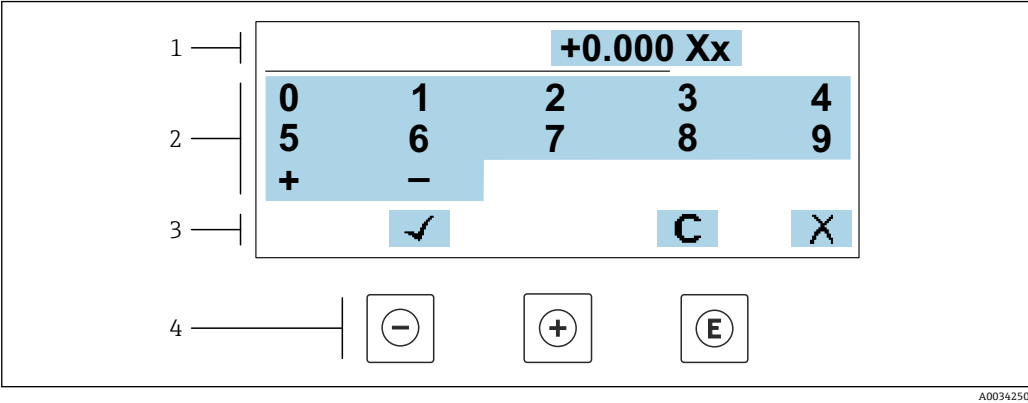 1 +0.000 Xx
2 0 1 2 3 4
5 6 7 8 9
+ −
3 ✓ C X
4 − + E
A0034250